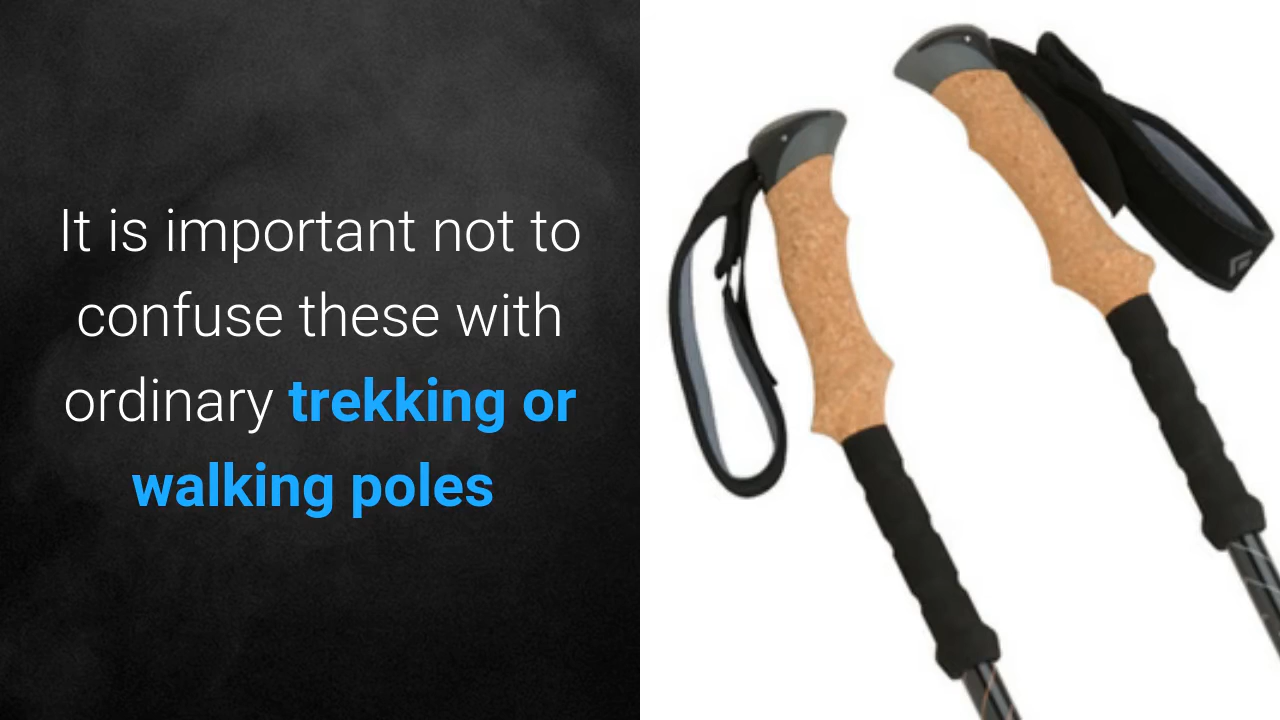 It is important not to
confuse these with
ordinary trekking or
walking poles